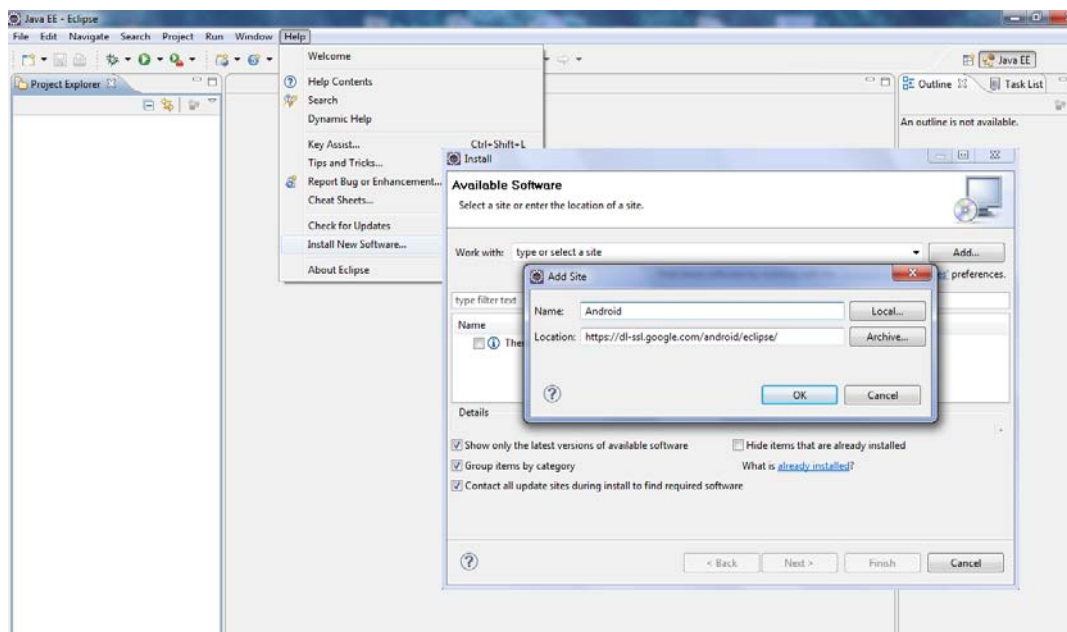 Java EE - Eclipse
File Edit Navigate Search Project Run Window Help
Java EE
Project Explorer
Welcome
Help Contents
Search
Dynamic Help
Key Assist... Ctrl+Shift+L
Tips and Tricks...
Report Bug or Enhancement...
Cheat Sheets...
Check for Updates
Install New Software...
About Eclipse
Outline Task List
An outline is not available.
Install
Available Software
Select a site or enter the location of a site.
Work with: type or select a site Add...
preferences.
type filter text
Name
Add Site
Name: Android Local...
Location: https://dl-ssl.google.com/android/eclipse/ Archive...
OK Cancel
Details
Show only the latest versions of available software Hide items that are already installed
Group items by category What is already installed?
Contact all update sites during install to find required software
< Back Next > Finish Cancel